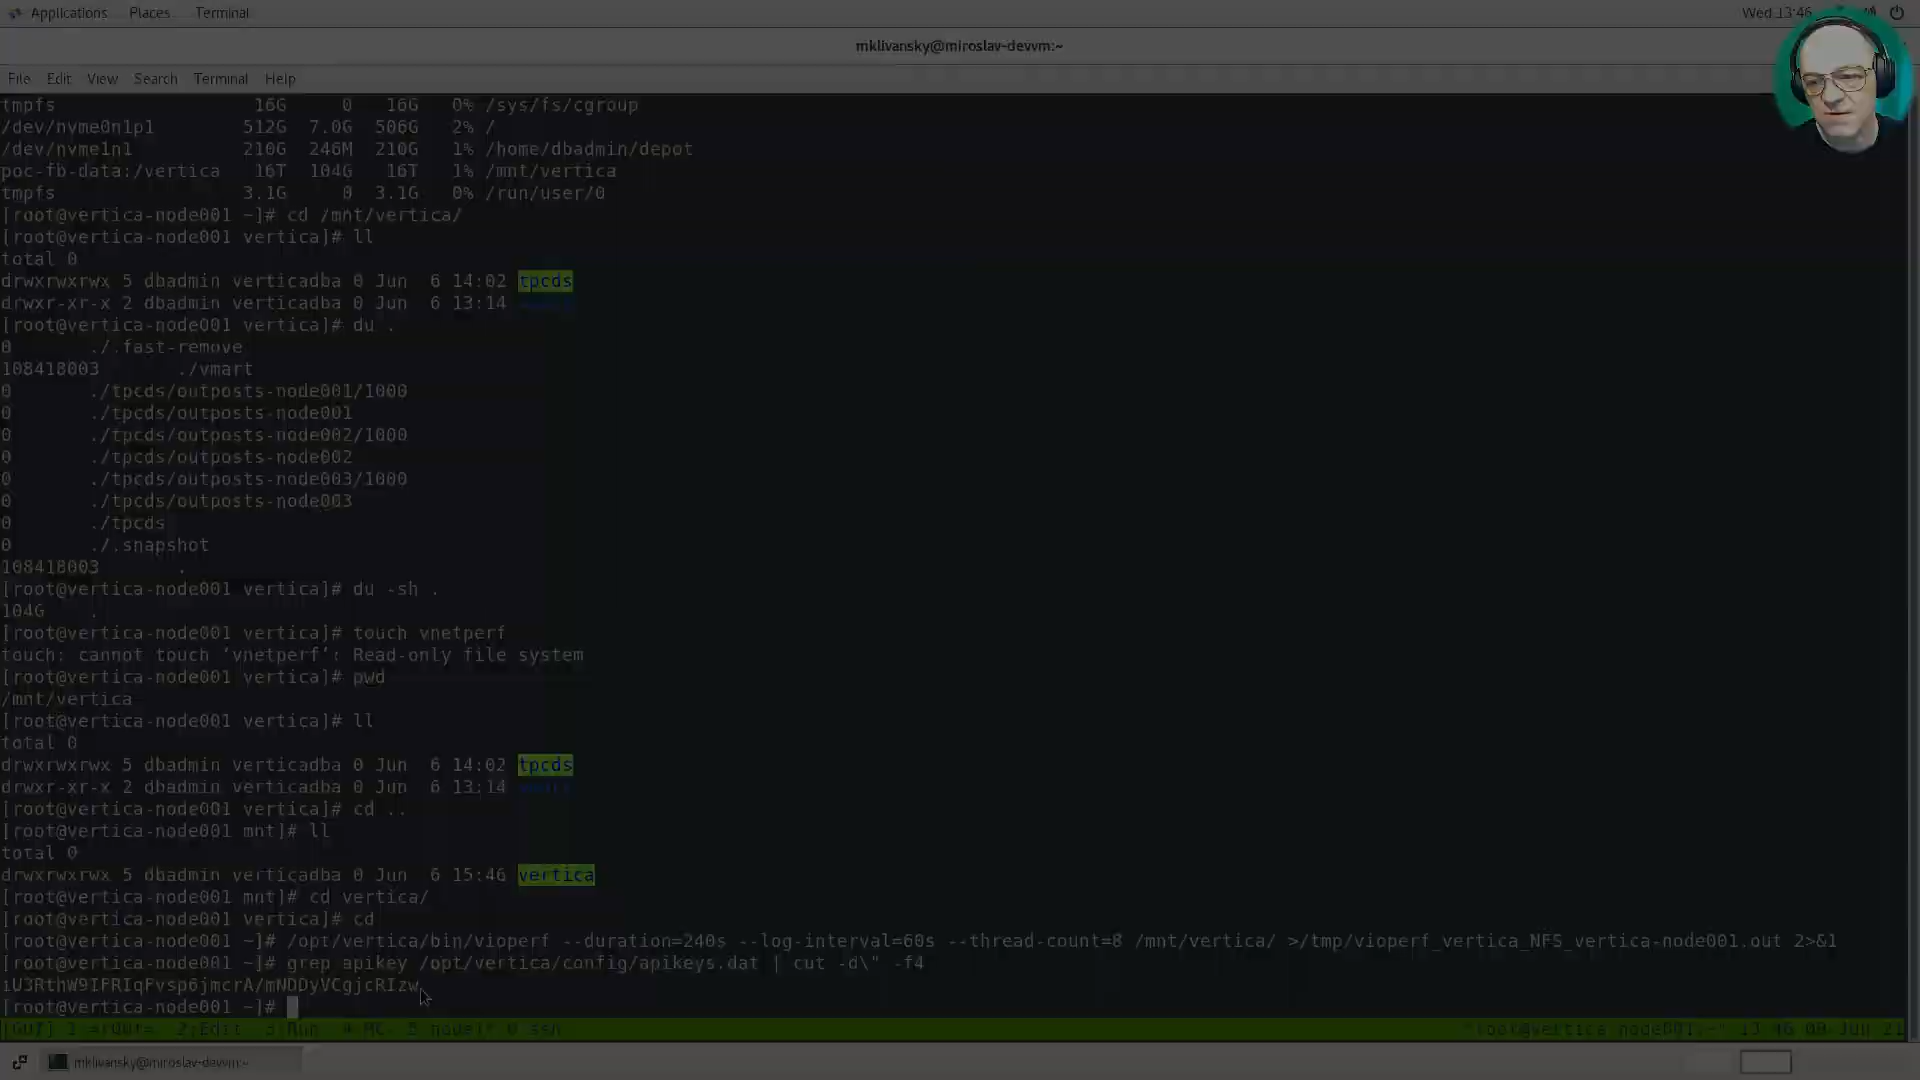 Applications Places Terminal Wed 13:46
mklivansky@miroslav-devvm:~
File Edit View Search Terminal Help
tmpfs 16G 0 16G 0% /sys/fs/cgroup
/dev/nvme0n1p1 512G 7.0G 506G 2% /
/dev/nvme1n1 210G 246M 210G 1% /home/dbadmin/depot
poc-fb-data:/vertica 16T 104G 16T 1% /mnt/vertica
tmpfs 3.1G 0 3.1G 0% /run/user/0
[root@vertica-node001 ~]# cd /mnt/vertica/
[root@vertica-node001 vertica]# ll
total 0
drwxrwxrwx 5 dbadmin verticadba 0 Jun 6 14:02 tpcds
drwxr-xr-x 2 dbadmin verticadba 0 Jun 6 13:14
[root@vertica-node001 vertica]# du .
0 ./.fast-remove
108418003 ./vmart
0 ./tpcds/outposts-node001/1000
0 ./tpcds/outposts-node001
0 ./tpcds/outposts-node002/1000
0 ./tpcds/outposts-node002
0 ./tpcds/outposts-node003/1000
0 ./tpcds/outposts-node003
0 ./tpcds
0 ./.snapshot
108418003 .
[root@vertica-node001 vertica]# du -sh .
104G .
[root@vertica-node001 vertica]# touch vnetperf
touch: cannot touch ‘vnetperf’: Read-only file system
[root@vertica-node001 vertica]# pwd
/mnt/vertica
[root@vertica-node001 vertica]# ll
total 0
drwxrwxrwx 5 dbadmin verticadba 0 Jun 6 14:02 tpcds
drwxr-xr-x 2 dbadmin verticadba 0 Jun 6 13:14
[root@vertica-node001 vertica]# cd ..
[root@vertica-node001 mnt]# ll
total 0
drwxrwxrwx 5 dbadmin verticadba 0 Jun 6 15:46 vertica
[root@vertica-node001 mnt]# cd vertica/
[root@vertica-node001 vertica]# cd
[root@vertica-node001 ~]# /opt/vertica/bin/vioperf --duration=240s --log-interval=60s --thread-count=8 /mnt/vertica/ >/tmp/vioperf_vertica_NFS_vertica-node001.out 2>&1
[root@vertica-node001 ~]# grep apikey /opt/vertica/config/apikeys.dat | cut -d\" -f4
iU3RthW9IFRIqFvsp6jmcrA/mNDDyVCgjcRIzw
[root@vertica-node001 ~]#
mklivansky@miroslav-devvm:~